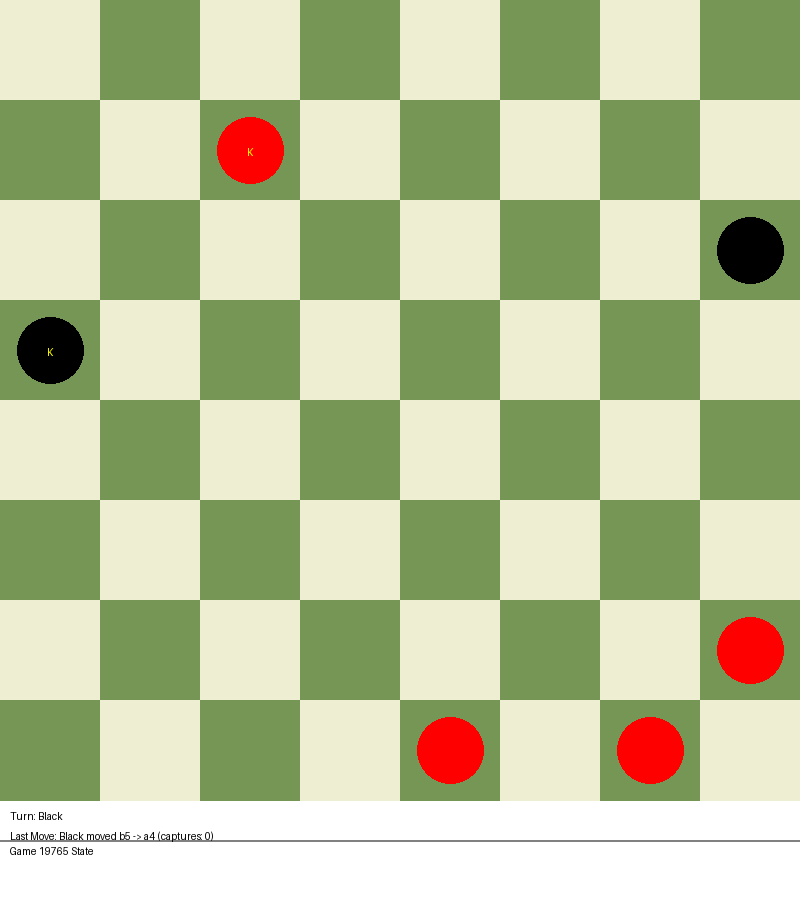 K
K
Turn: Black
Last Move: Black moved b5 -> a4 (captures: 0)
Game 19765 State